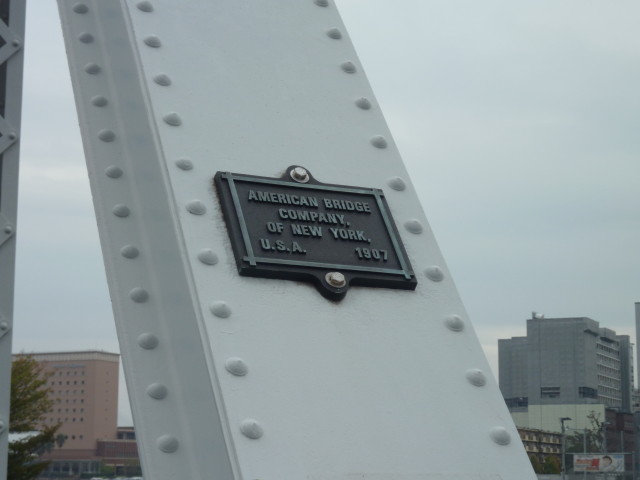 AMERICAN BRIDGE
COMPANY,
OF NEW YORK,
U.S.A. 1907